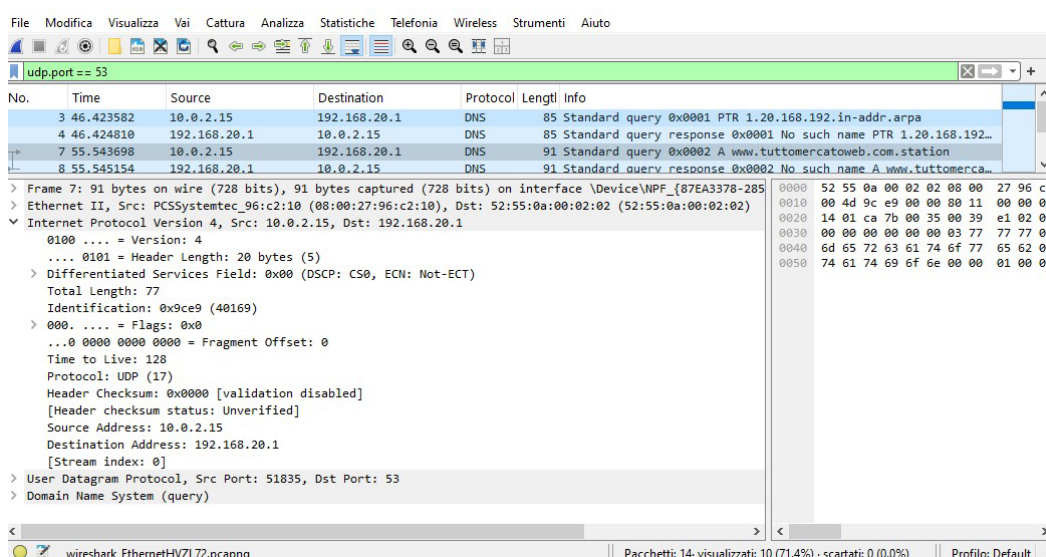 File Modifica Visualizza Vai Cattura Analizza Statistiche Telefonia Wireless Strumenti Aiuto
udp.port == 53
No. Time Source Destination Protocol Lengtl Info
3 46.423582 10.0.2.15 192.168.20.1 DNS 85 Standard query 0x0001 PTR 1.20.168.192.in-addr.arpa
4 46.424810 192.168.20.1 10.0.2.15 DNS 85 Standard query response 0x0001 No such name PTR 1.20.168.192...
7 55.543698 10.0.2.15 192.168.20.1 DNS 91 Standard query 0x0002 A www.tuttomercatoweb.com.station
8 55.545154 192.168.20.1 10.0.2.15 DNS 91 Standard query response 0x0002 No such name A www.tuttomerca...
> Frame 7: 91 bytes on wire (728 bits), 91 bytes captured (728 bits) on interface \Device\NPF_{87EA3378-285
> Ethernet II, Src: PCSSystemtec_96:c2:10 (08:00:27:96:c2:10), Dst: 52:55:0a:00:02:02 (52:55:0a:00:02:02)
Internet Protocol Version 4, Src: 10.0.2.15, Dst: 192.168.20.1
0100 .... = Version: 4
.... 0101 = Header Length: 20 bytes (5)
> Differentiated Services Field: 0x00 (DSCP: CS0, ECN: Not-ECT)
Total Length: 77
Identification: 0x9ce9 (40169)
> 000. .... = Flags: 0x0
...0 0000 0000 0000 = Fragment Offset: 0
Time to Live: 128
Protocol: UDP (17)
Header Checksum: 0x0000 [validation disabled]
[Header checksum status: Unverified]
Source Address: 10.0.2.15
Destination Address: 192.168.20.1
[Stream index: 0]
> User Datagram Protocol, Src Port: 51835, Dst Port: 53
> Domain Name System (query)
0000 52 55 0a 00 02 02 08 00 27 96 c
0010 00 4d 9c e9 00 00 80 11 00 00 0
0020 14 01 ca 7b 00 35 00 39 e1 02 0
0030 00 00 00 00 00 00 03 77 77 77 0
0040 6d 65 72 63 61 74 6f 77 65 62 0
0050 74 61 74 69 6f 6e 00 00 01 00 0
wireshark_EthernetHVZL72.pcapng Pacchetti: 14· visualizzati: 10 (71.4%) · scartati: 0 (0.0%) Profilo: Default